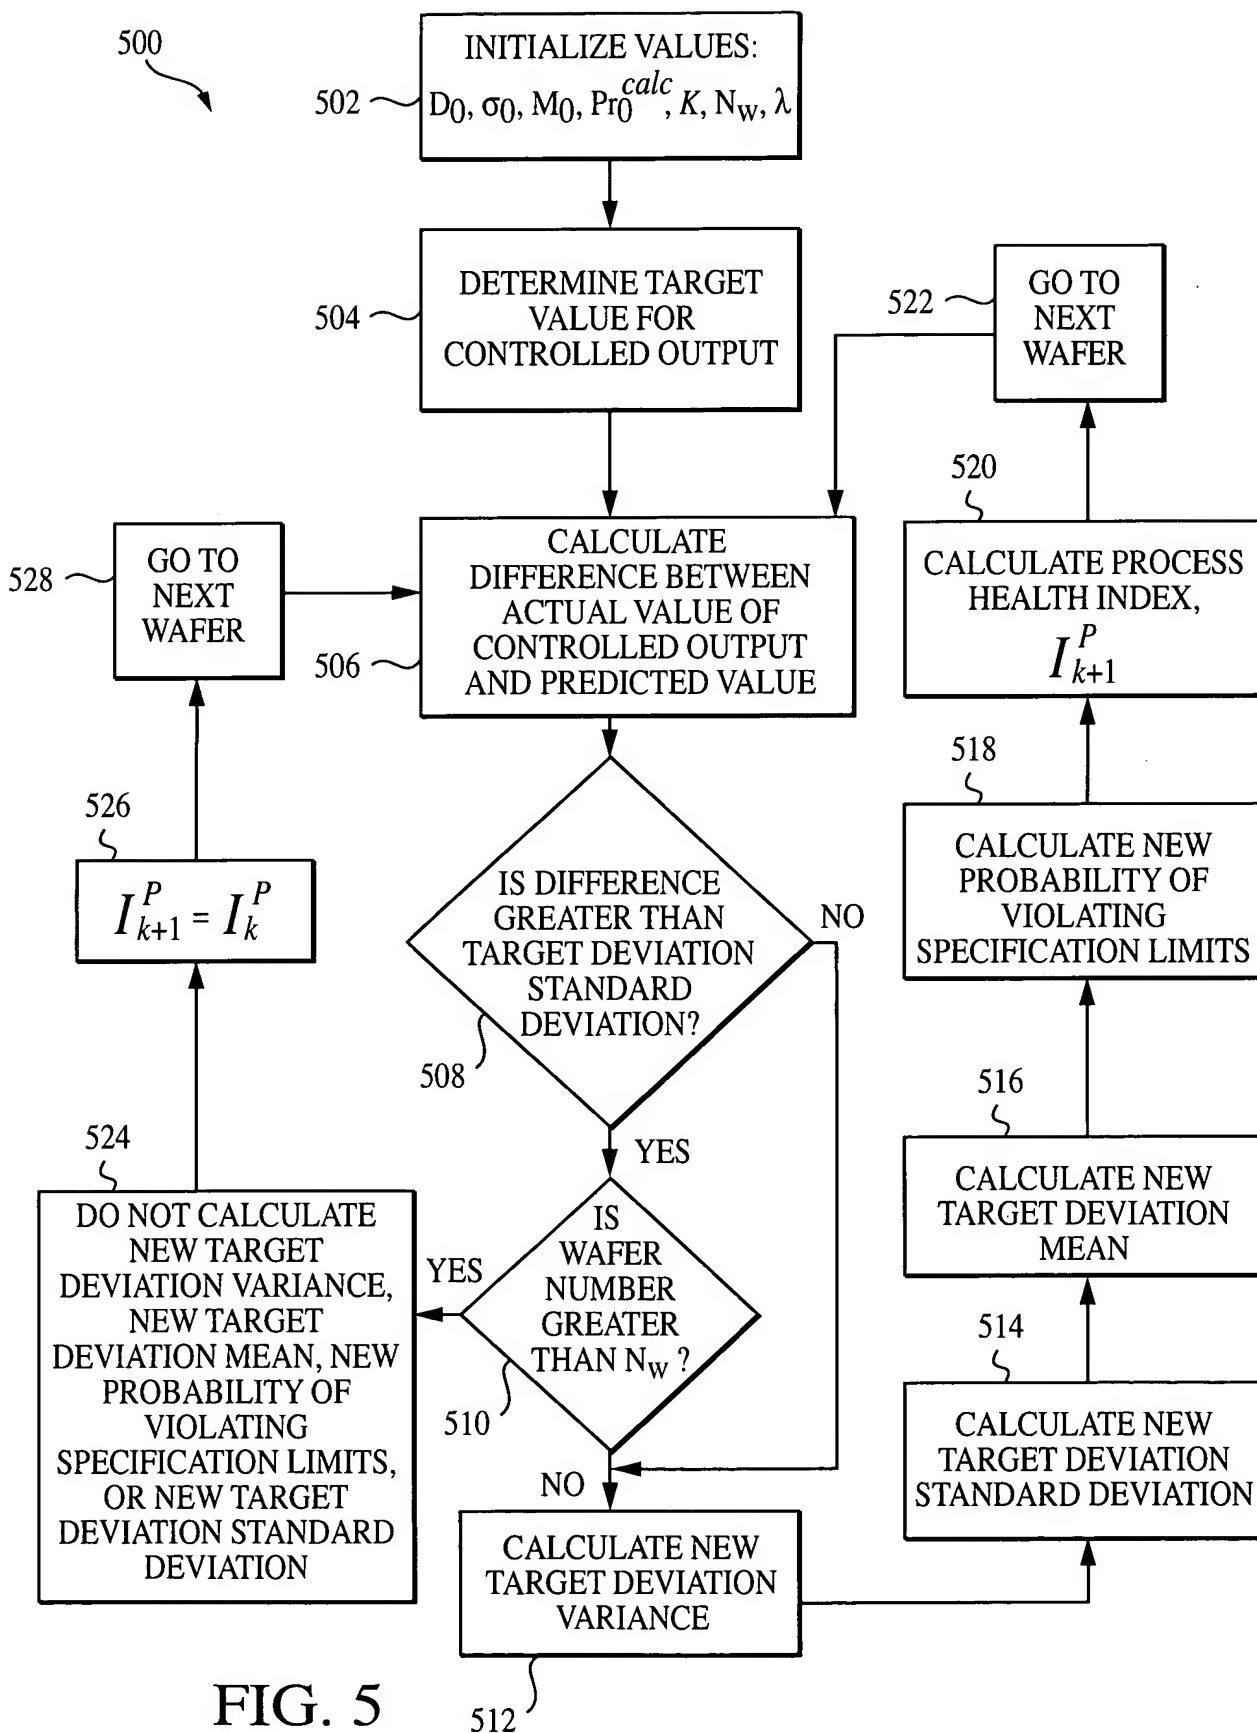 500
INITIALIZE VALUES:
502
D0, σ0, M0, Pr0^calc, K, NW, λ
DETERMINE TARGET
VALUE FOR
CONTROLLED OUTPUT
504
522
GO TO
NEXT
WAFER
520
CALCULATE PROCESS
HEALTH INDEX,
I^P_k+1
528
GO TO
NEXT
WAFER
CALCULATE
DIFFERENCE BETWEEN
ACTUAL VALUE OF
CONTROLLED OUTPUT
AND PREDICTED VALUE
506
518
CALCULATE NEW
PROBABILITY OF
VIOLATING
SPECIFICATION LIMITS
526
I^P_k+1 = I^P_k
IS DIFFERENCE
GREATER THAN
TARGET DEVIATION
STANDARD
DEVIATION?
NO
508
YES
516
CALCULATE NEW
TARGET DEVIATION
MEAN
524
DO NOT CALCULATE
NEW TARGET
DEVIATION VARIANCE,
NEW TARGET
DEVIATION MEAN, NEW
PROBABILITY OF
VIOLATING
SPECIFICATION LIMITS,
OR NEW TARGET
DEVIATION STANDARD
DEVIATION
YES
IS
WAFER
NUMBER
GREATER
THAN NW ?
510
NO
514
CALCULATE NEW
TARGET DEVIATION
STANDARD DEVIATION
CALCULATE NEW
TARGET DEVIATION
VARIANCE
512
FIG. 5